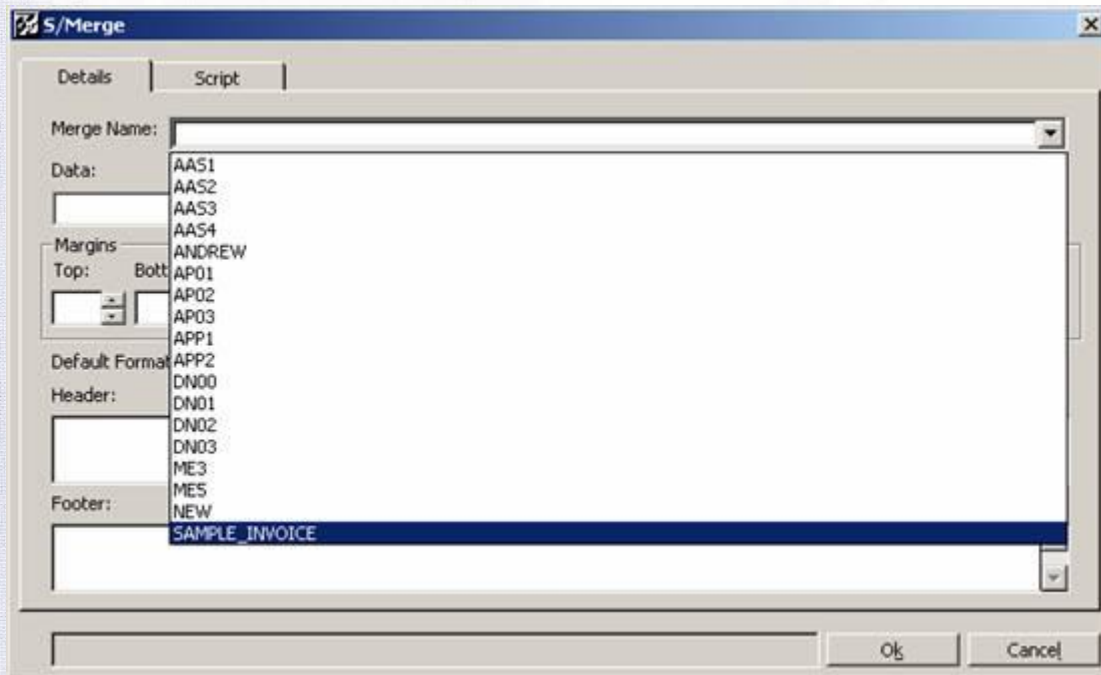 S/Merge
Details Script
Merge Name:
Data:
AAS1
AAS2
AAS3
AAS4
Margins
ANDREW
Top: Bott
AP01
AP02
AP03
APP1
Default Format
APP2
DN00
Header:
DN01
DN02
DN03
ME3
ME5
Footer:
NEW
SAMPLE_INVOICE
Ok Cancel